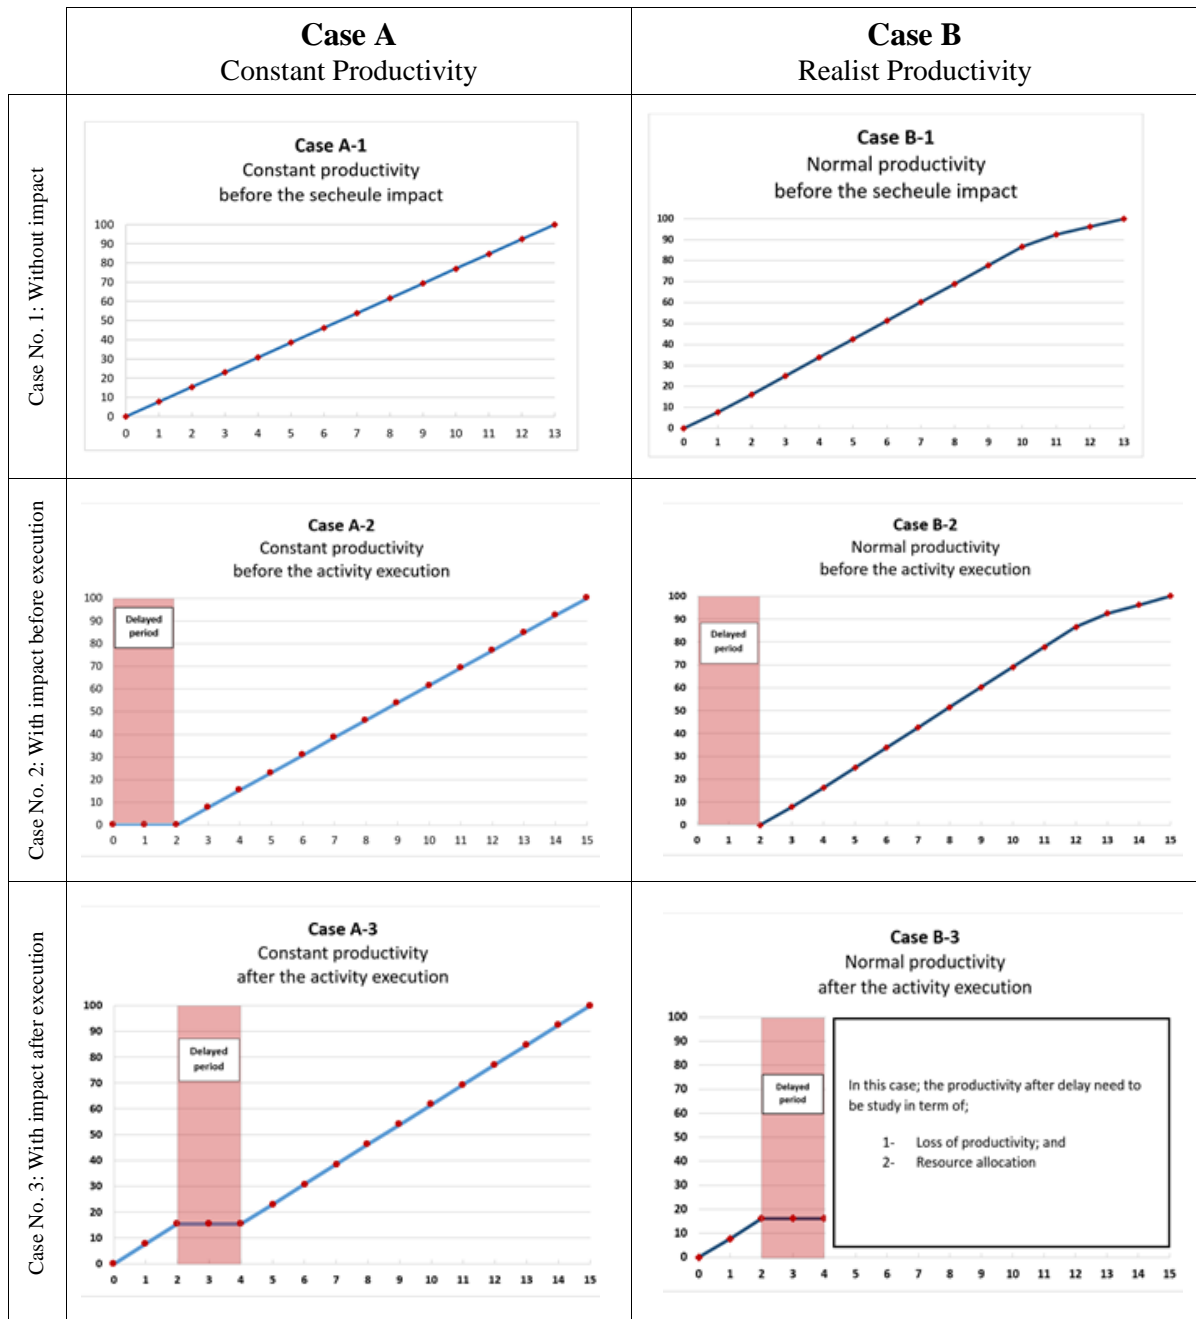 Case A
Constant Productivity
Case B
Realist Productivity
Case No. 1: Without impact
Case A-1
Constant productivity
before the secheule impact
100
90
80
70
60
50
40
30
20
10
0
0 1 2 3 4 5 6 7 8 9 10 11 12 13
Case B-1
Normal productivity
before the secheule impact
100
90
80
70
60
50
40
30
20
10
0
0 1 2 3 4 5 6 7 8 9 10 11 12 13
Case No. 2: With impact before execution
Case A-2
Constant productivity
before the activity execution
100
90
80
70
60
50
40
30
20
10
0
Delayed
period
0 1 2 3 4 5 6 7 8 9 10 11 12 13 14 15
Case B-2
Normal productivity
before the activity execution
100
90
80
70
60
50
40
30
20
10
0
Delayed
period
0 1 2 3 4 5 6 7 8 9 10 11 12 13 14 15
Case No. 3: With impact after execution
Case A-3
Constant productivity
after the activity execution
100
90
80
70
60
50
40
30
20
10
0
Delayed
period
0 1 2 3 4 5 6 7 8 9 10 11 12 13 14 15
Case B-3
Normal productivity
after the activity execution
100
90
80
70
60
50
40
30
20
10
0
Delayed
period
In this case; the productivity after delay need to
be study in term of;
1- Loss of productivity; and
2- Resource allocation
0 1 2 3 4 5 6 7 8 9 10 11 12 13 14 15